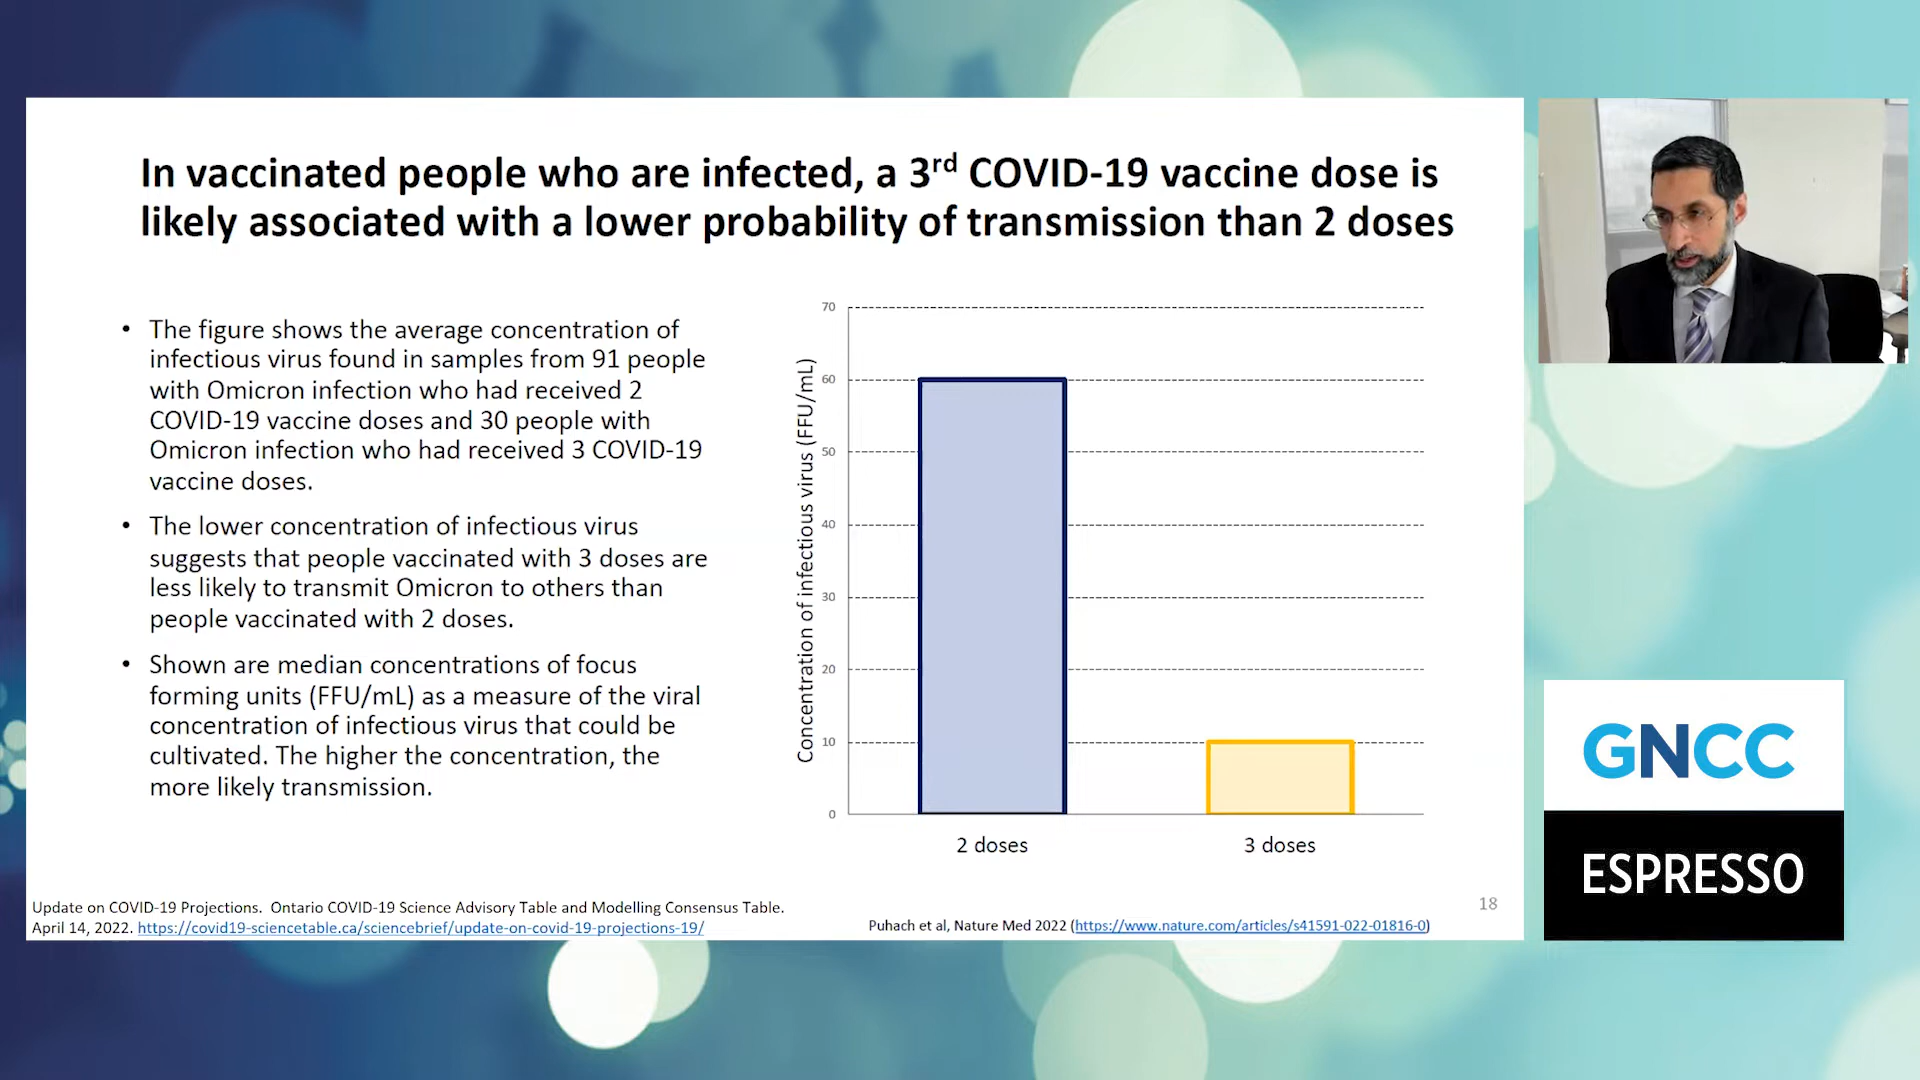 In vaccinated people who are infected, a 3rd COVID-19 vaccine dose is
likely associated with a lower probability of transmission than 2 doses
• The figure shows the average concentration of
infectious virus found in samples from 91 people
with Omicron infection who had received 2
COVID-19 vaccine doses and 30 people with
Omicron infection who had received 3 COVID-19
vaccine doses.
• The lower concentration of infectious virus
suggests that people vaccinated with 3 doses are
less likely to transmit Omicron to others than
people vaccinated with 2 doses.
• Shown are median concentrations of focus
forming units (FFU/mL) as a measure of the viral
concentration of infectious virus that could be
cultivated. The higher the concentration, the
more likely transmission.
Concentration of infectious virus (FFU/mL)
70
60
50
40
30
20
10
0
2 doses
3 doses
18
Update on COVID-19 Projections. Ontario COVID-19 Science Advisory Table and Modelling Consensus Table.
April 14, 2022. https://covid19-sciencetable.ca/sciencebrief/update-on-covid-19-projections-19/
Puhach et al, Nature Med 2022 (https://www.nature.com/articles/s41591-022-01816-0)
GNCC
ESPRESSO